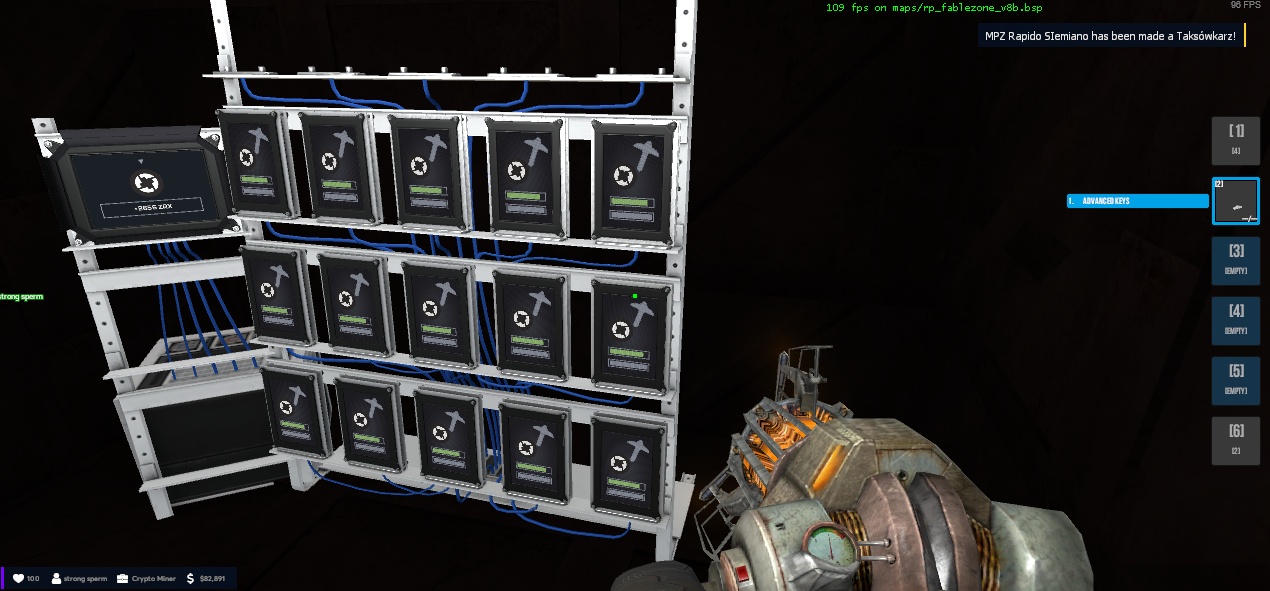 109 fps on maps/rp_fablezone_v8b.bsp
96 FPS
MPZ Rapido SIemiano has been made a Taksówkarz!
[1]
[4]
1. ADVANCED KEYS
[2]
[3]
[EMPTY]
[4]
[EMPTY]
[5]
[EMPTY]
[6]
[2]
strong sperm
100 strong sperm Crypto Miner $ $82,891